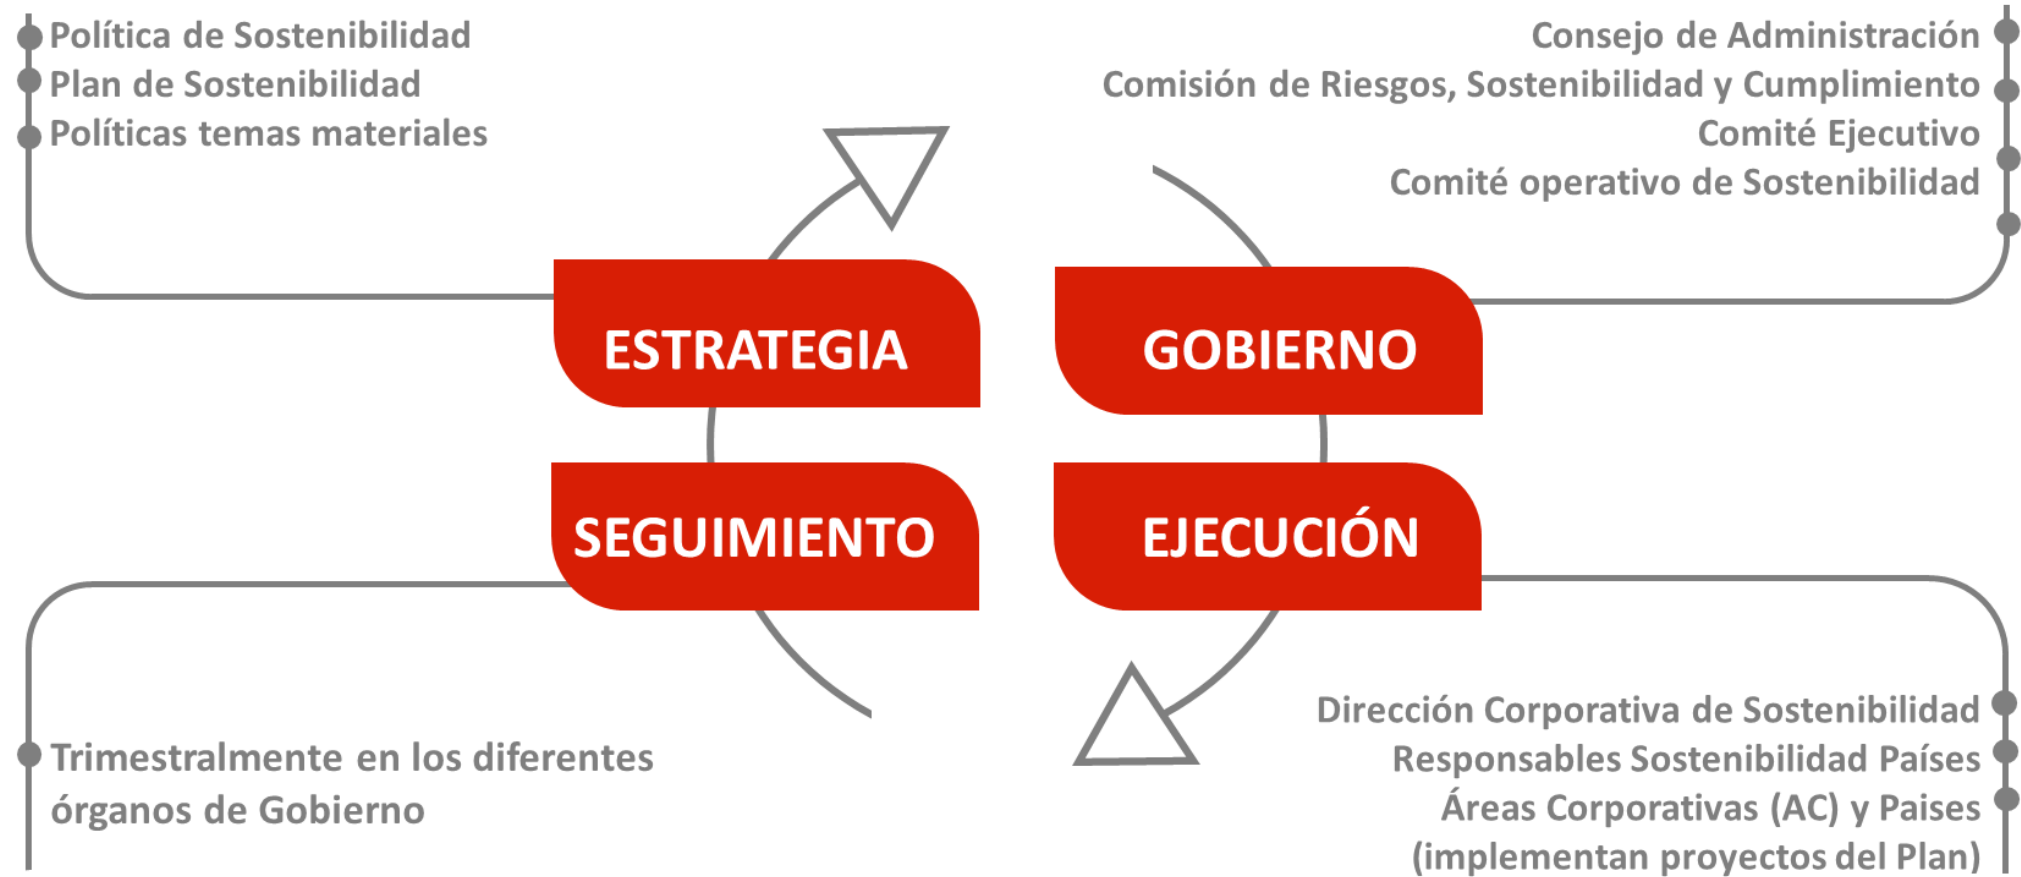 Política de Sostenibilidad
Plan de Sostenibilidad
Políticas temas materiales
Consejo de Administración
Comisión de Riesgos, Sostenibilidad y Cumplimiento
Comité Ejecutivo
Comité operativo de Sostenibilidad
ESTRATEGIA
GOBIERNO
SEGUIMIENTO
EJECUCIÓN
Trimestralmente en los diferentes
órganos de Gobierno
Dirección Corporativa de Sostenibilidad
Responsables Sostenibilidad Países
Áreas Corporativas (AC) y Paises
(implementan proyectos del Plan)